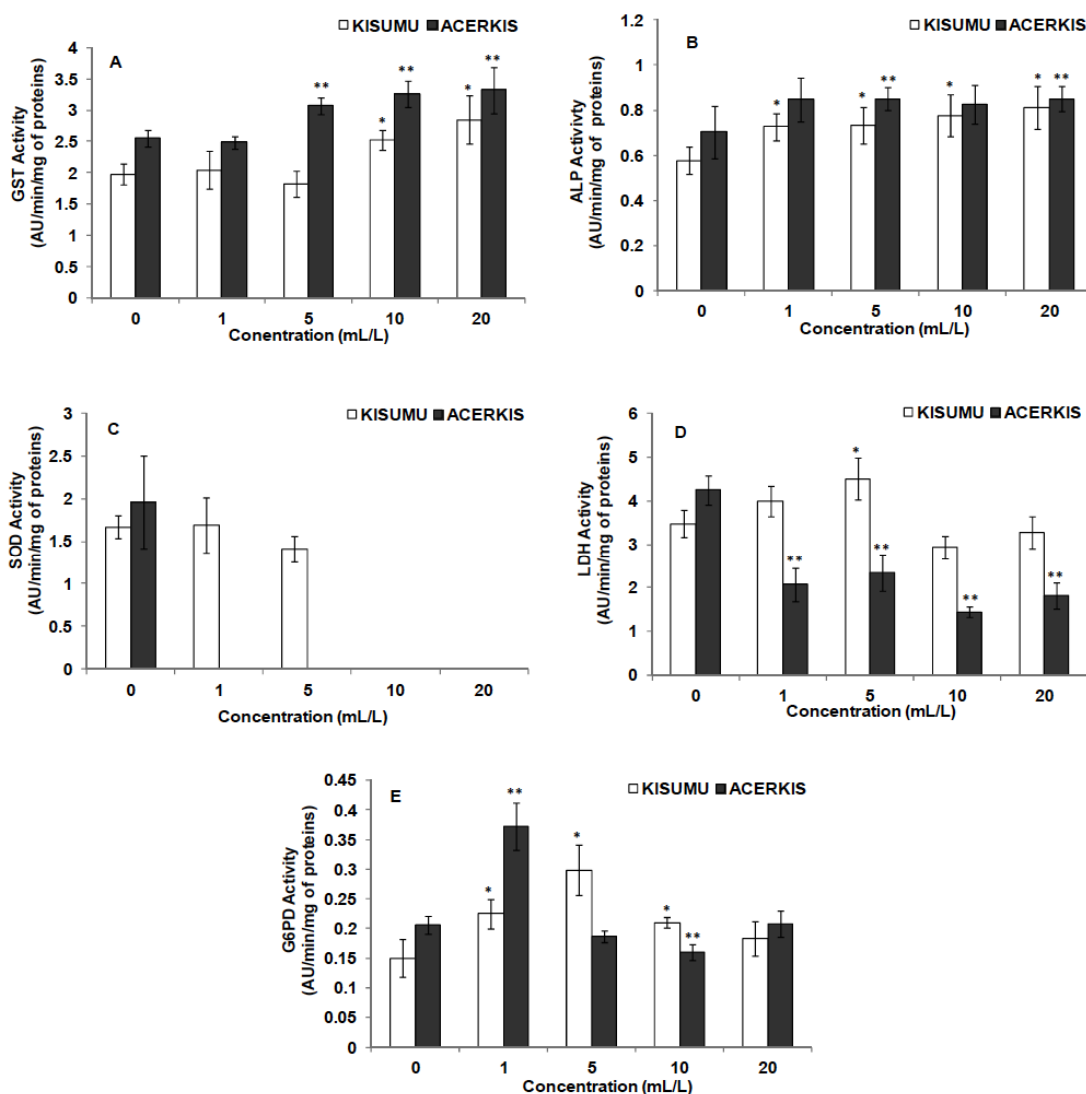 KISUMU ACERKIS
A
GST Activity
(AU/min/mg of proteins)
4
3.5
3
2.5
2
1.5
1
0.5
0
** ** **
* *
0 1 5 10 20
Conentration (mL/L)
KISUMU ACERKIS
B
ALP Activivty
(AU/min/mg of proteins)
1.2
1
0.8
0.6
0.4
0.2
0
* * ** * * **
0 1 5 10 20
Concentration (mL/L)
KISUMU ACERKIS
C
SOD Activity
(AU/min/mg of proteins)
3
2.5
2
1.5
1
0.5
0
0 1 5 10 20
Concentration (mL/L)
KISUMU ACERKIS
D
LDH Activity
(AU/min/mg of proteins)
6
5
4
3
2
1
0
*
** ** ** **
0 1 5 10 20
Concentration (mL/L)
KISUMU ACERKIS
E
G6PD Activity
(AU/min/mg of proteins)
0.45
0.4
0.35
0.3
0.25
0.2
0.15
0.1
0.05
0
* ** * * **
0 1 5 10 20
Concentration (mL/L)